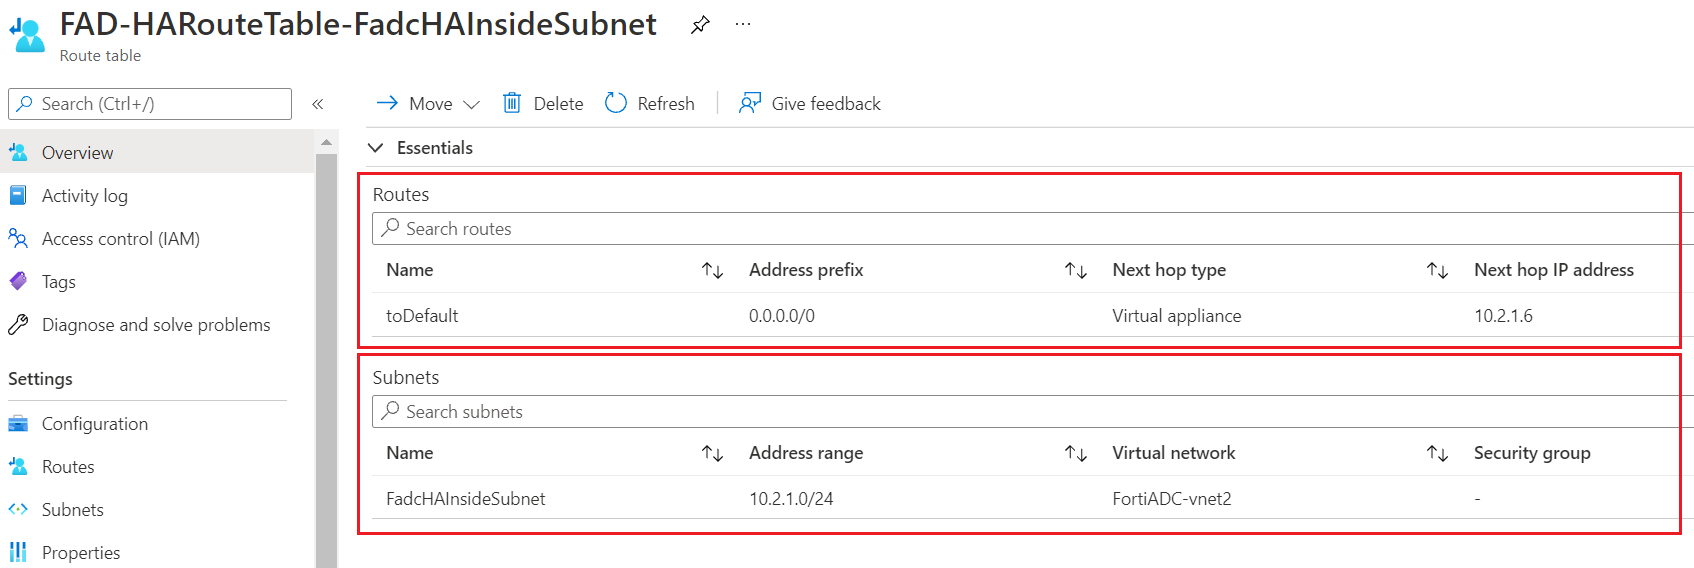 FAD-HARouteTable-FadcHAInsideSubnet
Route table
Search (Ctrl+/)
Move
Delete
Refresh
Give feedback
Overview
Activity log
Access control (IAM)
Tags
Diagnose and solve problems
Settings
Configuration
Routes
Subnets
Properties
Essentials
Routes
Search routes
Name Address prefix Next hop type Next hop IP address
toDefault 0.0.0.0/0 Virtual appliance 10.2.1.6
Subnets
Search subnets
Name Address range Virtual network Security group
FadcHAInsideSubnet 10.2.1.0/24 FortiADC-vnet2 -